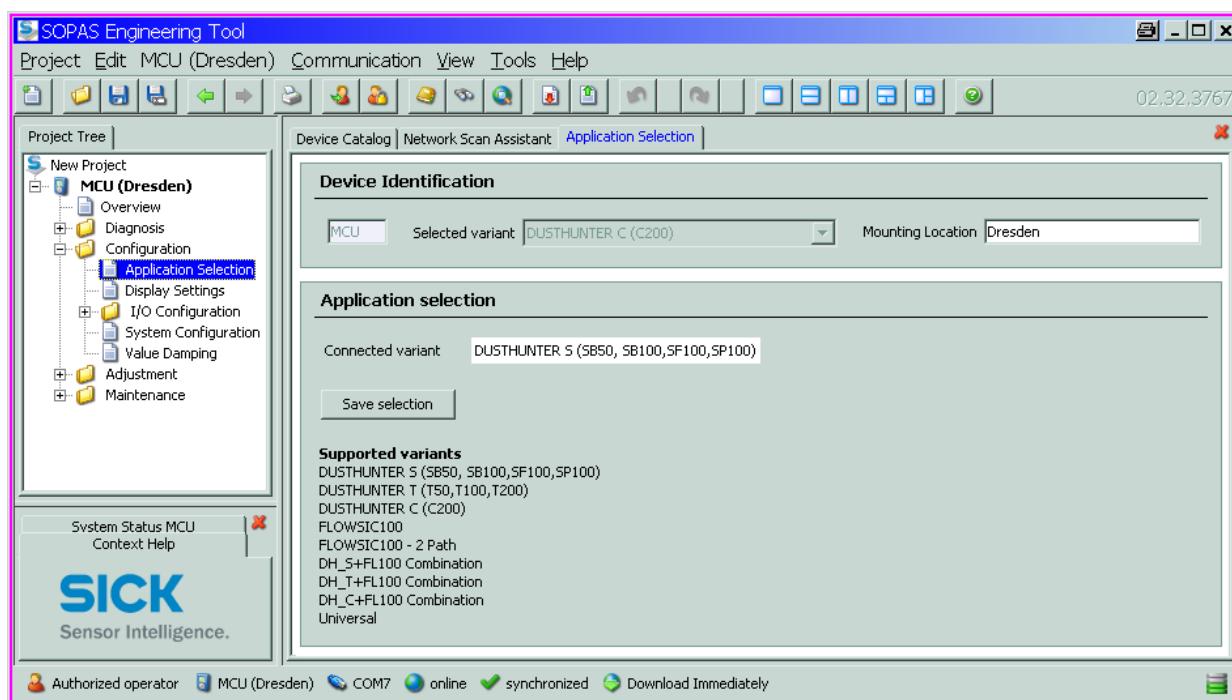 SOPAS Engineering Tool
Project Edit MCU (Dresden) Communication View Tools Help
02.32.3767
Project Tree
New Project
MCU (Dresden)
Overview
Diagnosis
Configuration
Application Selection
Display Settings
I/O Configuration
System Configuration
Value Damping
Adjustment
Maintenance
System Status MCU
Context Help
SICK
Sensor Intelligence.
Device Catalog Network Scan Assistant Application Selection
Device Identification
MCU Selected variant DUSTHUNTER C (C200) Mounting Location Dresden
Application selection
Connected variant DUSTHUNTER S (SB50, SB100,SF100,SP100)
Save selection
Supported variants
DUSTHUNTER S (SB50, SB100,SF100,SP100)
DUSTHUNTER T (T50,T100,T200)
DUSTHUNTER C (C200)
FLOWSIC100
FLOWSIC100 - 2 Path
DH_S+FL100 Combination
DH_T+FL100 Combination
DH_C+FL100 Combination
Universal
Authorized operator MCU (Dresden) COM7 online synchronized Download Immediately